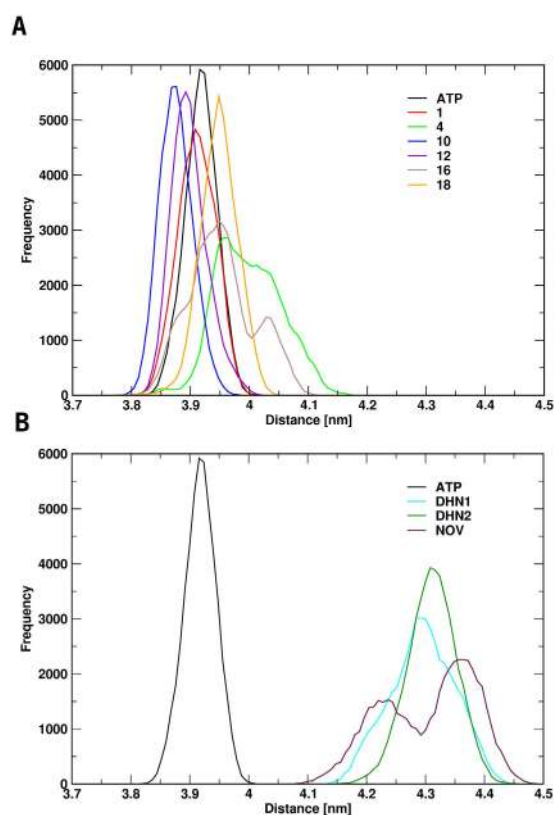 A
6000
5000
4000
3000
2000
1000
0
Frequency
ATP
1
4
10
12
16
18
3.7 3.8 3.9 4 4.1 4.2 4.3 4.4 4.5
Distance [nm]
B
6000
5000
4000
3000
2000
1000
0
Frequency
ATP
DHN1
DHN2
NOV
3.7 3.8 3.9 4 4.1 4.2 4.3 4.4 4.5
Distance [nm]